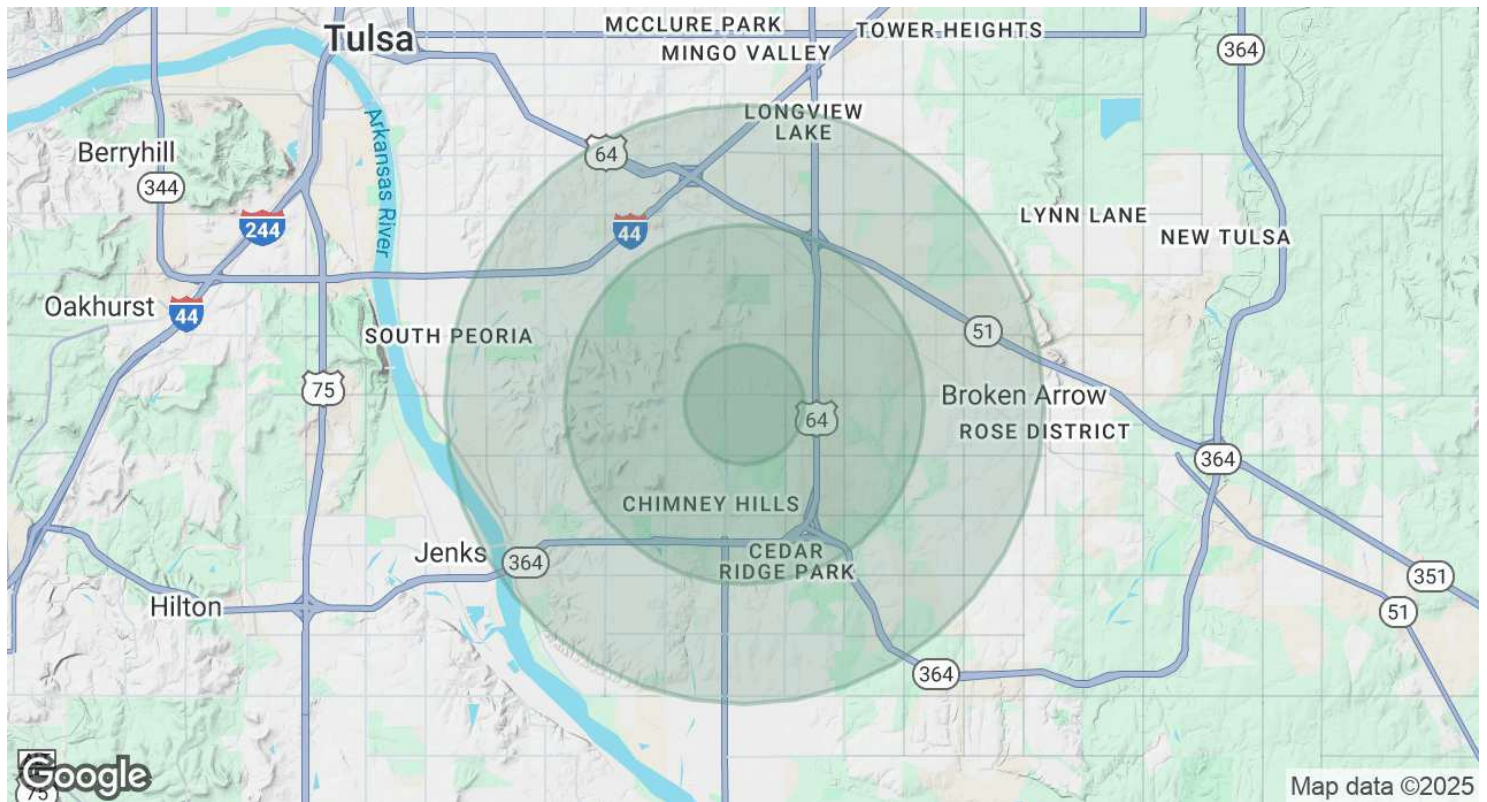 MCCLURE PARK
TOWER HEIGHTS
Tulsa
MINGO VALLEY
364
LONGVIEW
LAKE
Arkansas River
Berryhill
64
344
LYNN LANE
244
44
NEW TULSA
Oakhurst
44
SOUTH PEORIA
51
75
Broken Arrow
64
ROSE DISTRICT
364
CHIMNEY HILLS
Jenks
364
CEDAR
RIDGE PARK
351
Hilton
51
364
ALT
75
Google
Map data ©2025